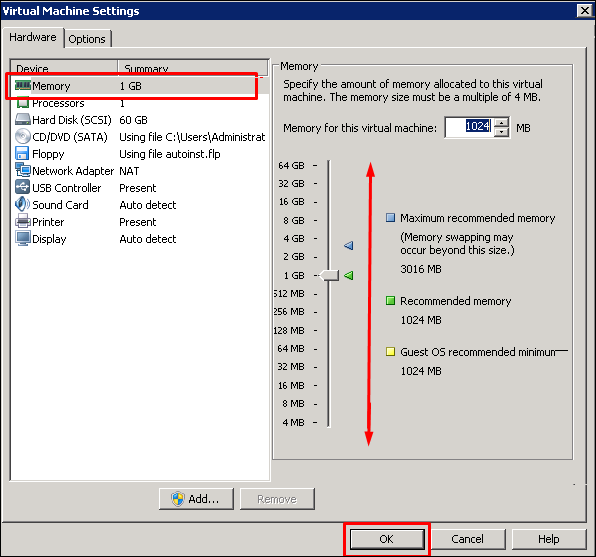 Virtual Machine Settings
Hardware
Options
Device Summary
Memory 1 GB
Processors 1
Hard Disk (SCSI) 60 GB
CD/DVD (SATA) Using file C:\Users\Administrat
Floppy Using file autoinst.flp
Network Adapter NAT
USB Controller Present
Sound Card Auto detect
Printer Present
Display Auto detect
Add...
Remove
Memory
Specify the amount of memory allocated to this virtual
machine. The memory size must be a multiple of 4 MB.
Memory for this virtual machine: 1024 MB
64 GB
32 GB
16 GB
8 GB
4 GB
2 GB
1 GB
512 MB
256 MB
128 MB
64 MB
32 MB
16 MB
8 MB
4 MB
Maximum recommended memory
(Memory swapping may
occur beyond this size.)
3016 MB
Recommended memory
1024 MB
Guest OS recommended minimum
1024 MB
OK
Cancel
Help